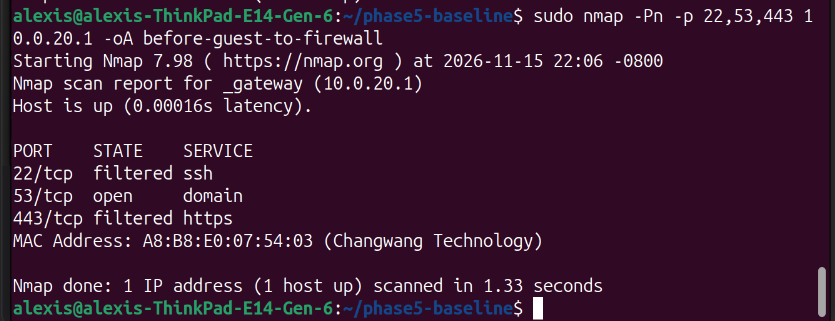 alexis@alexis-ThinkPad-E14-Gen-6:~/phase5-baseline$ sudo nmap -Pn -p 22,53,443 1
0.0.20.1 -oA before-guest-to-firewall
Starting Nmap 7.98 ( https://nmap.org ) at 2026-11-15 22:06 -0800
Nmap scan report for _gateway (10.0.20.1)
Host is up (0.00016s latency).
PORT    STATE    SERVICE
22/tcp  filtered ssh
53/tcp  open     domain
443/tcp filtered https
MAC Address: A8:B8:E0:07:54:03 (Changwang Technology)
Nmap done: 1 IP address (1 host up) scanned in 1.33 seconds
alexis@alexis-ThinkPad-E14-Gen-6:~/phase5-baseline$